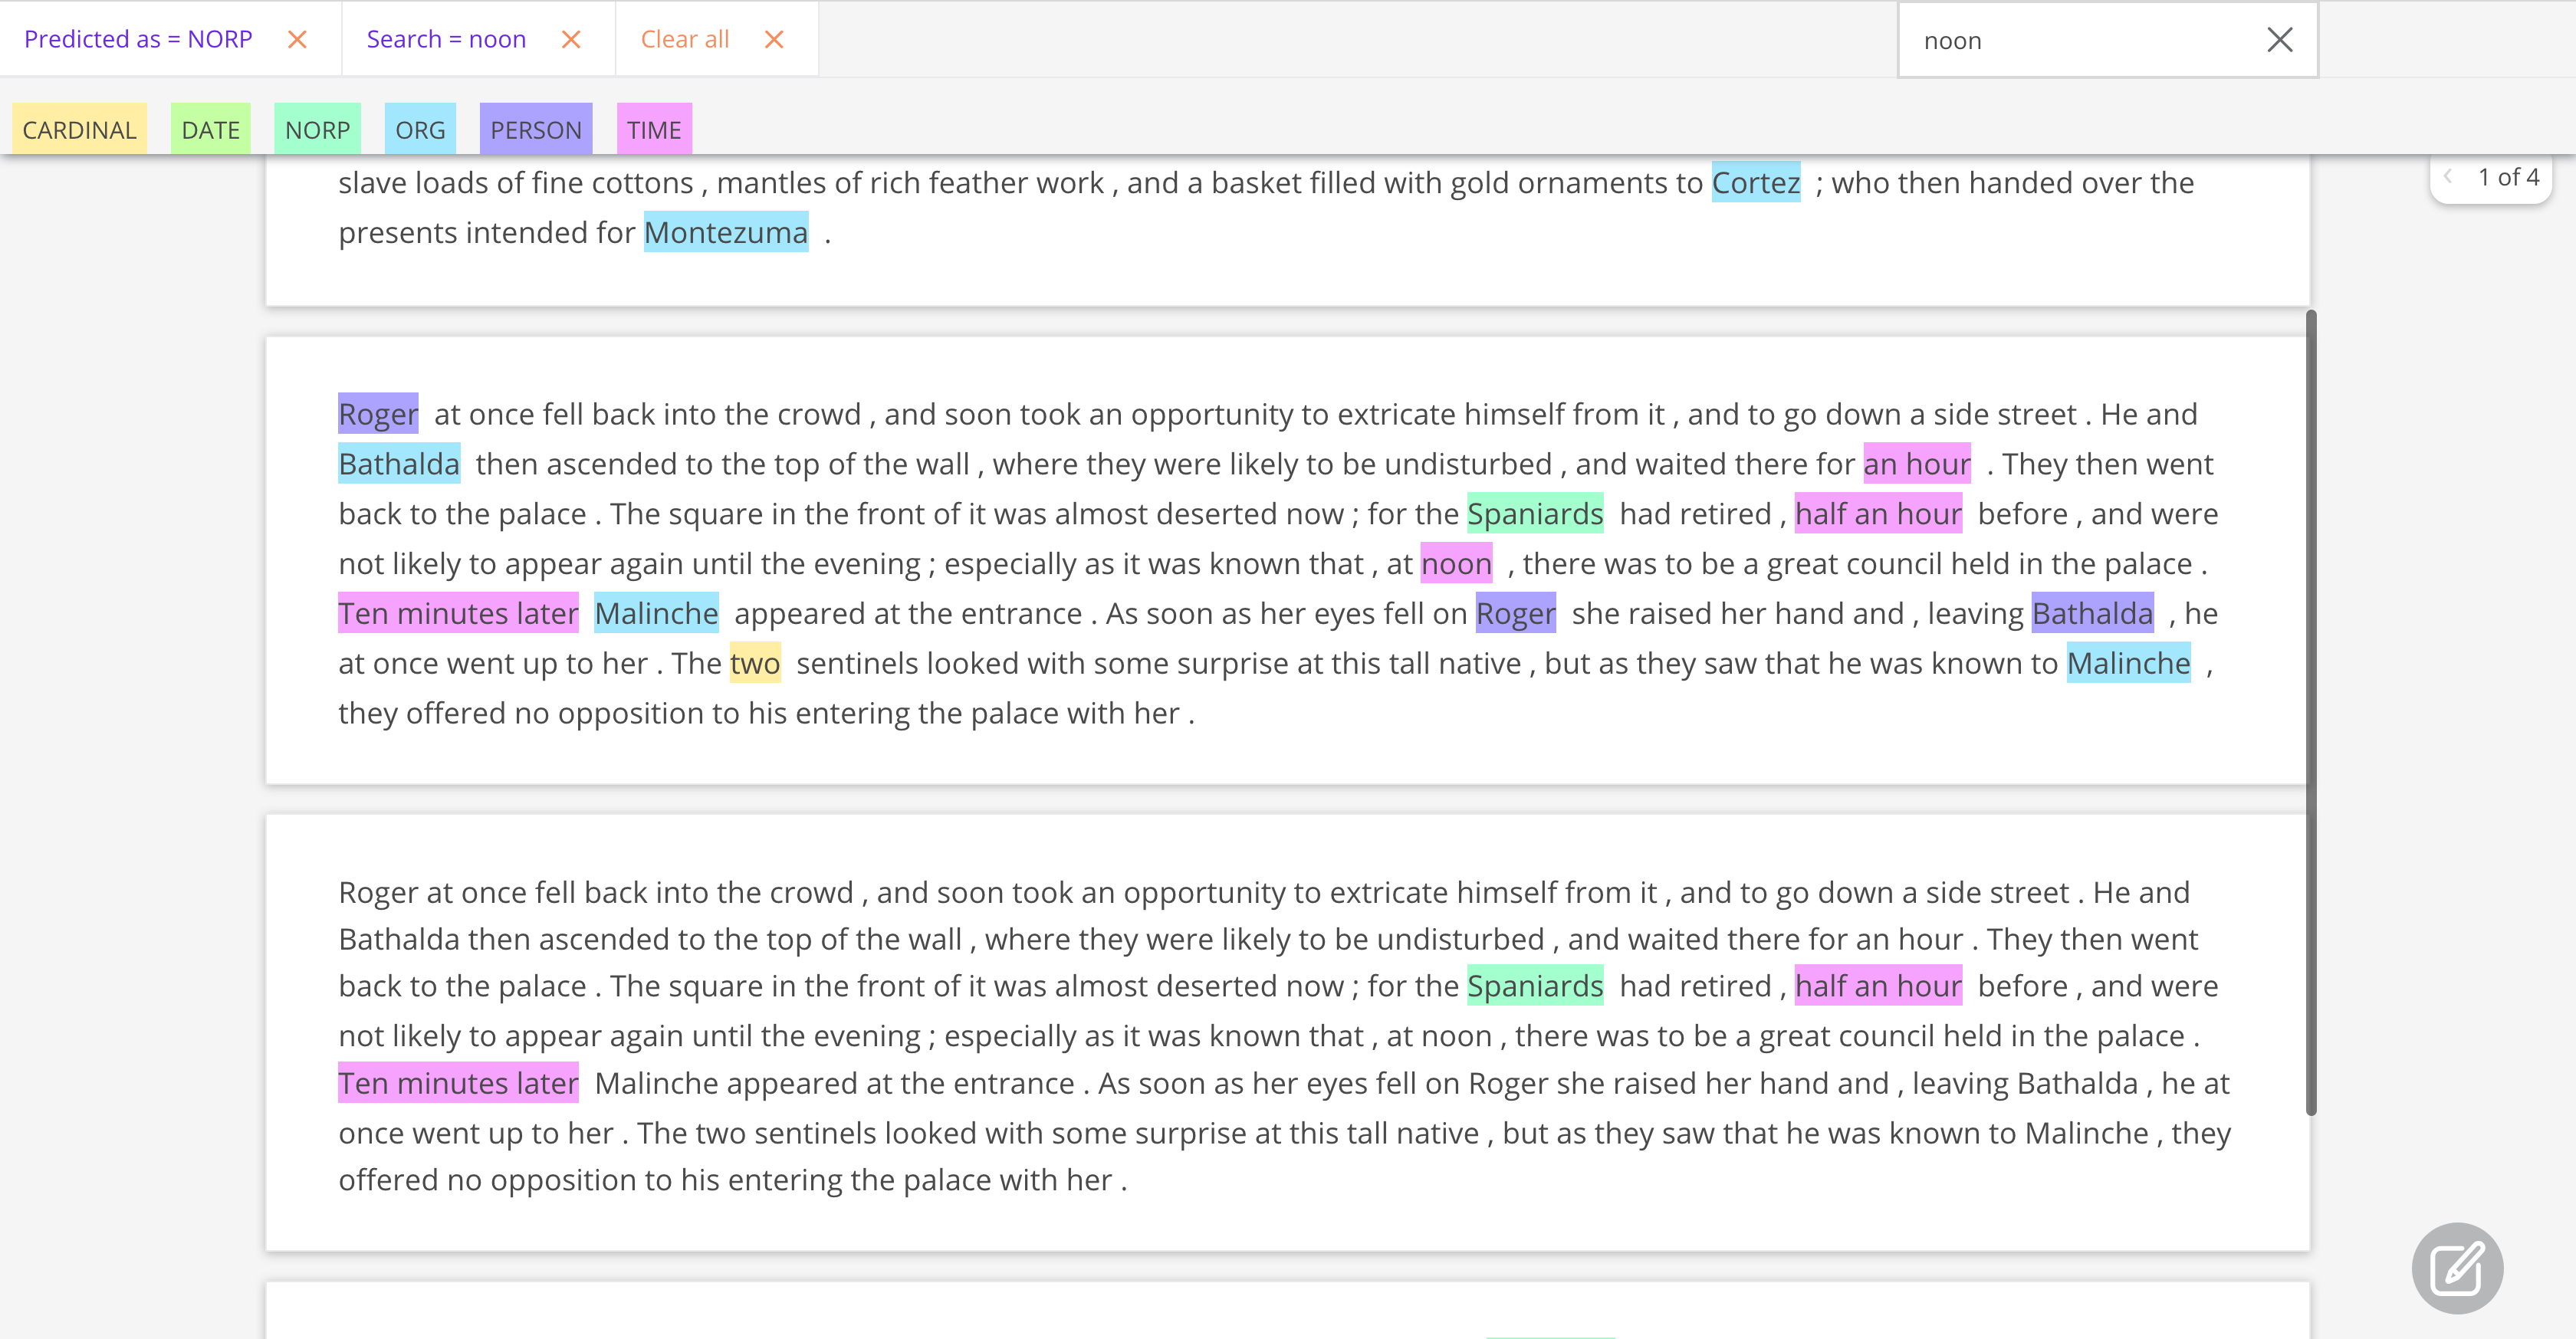 Predicted as = NORP Search = noon Clear all noon
CARDINAL DATE NORP ORG PERSON TIME
1 of 4
slave loads of fine cottons , mantles of rich feather work , and a basket filled with gold ornaments to Cortez ; who then handed over the
presents intended for Montezuma .
Roger at once fell back into the crowd , and soon took an opportunity to extricate himself from it , and to go down a side street . He and
Bathalda then ascended to the top of the wall , where they were likely to be undisturbed , and waited there for an hour . They then went
back to the palace . The square in the front of it was almost deserted now ; for the Spaniards had retired , half an hour before , and were
not likely to appear again until the evening ; especially as it was known that , at noon , there was to be a great council held in the palace .
Ten minutes later Malinche appeared at the entrance . As soon as her eyes fell on Roger she raised her hand and , leaving Bathalda , he
at once went up to her . The two sentinels looked with some surprise at this tall native , but as they saw that he was known to Malinche ,
they offered no opposition to his entering the palace with her .
Roger at once fell back into the crowd , and soon took an opportunity to extricate himself from it , and to go down a side street . He and
Bathalda then ascended to the top of the wall , where they were likely to be undisturbed , and waited there for an hour . They then went
back to the palace . The square in the front of it was almost deserted now ; for the Spaniards had retired , half an hour before , and were
not likely to appear again until the evening ; especially as it was known that , at noon , there was to be a great council held in the palace .
Ten minutes later Malinche appeared at the entrance . As soon as her eyes fell on Roger she raised her hand and , leaving Bathalda , he at
once went up to her . The two sentinels looked with some surprise at this tall native , but as they saw that he was known to Malinche , they
offered no opposition to his entering the palace with her .